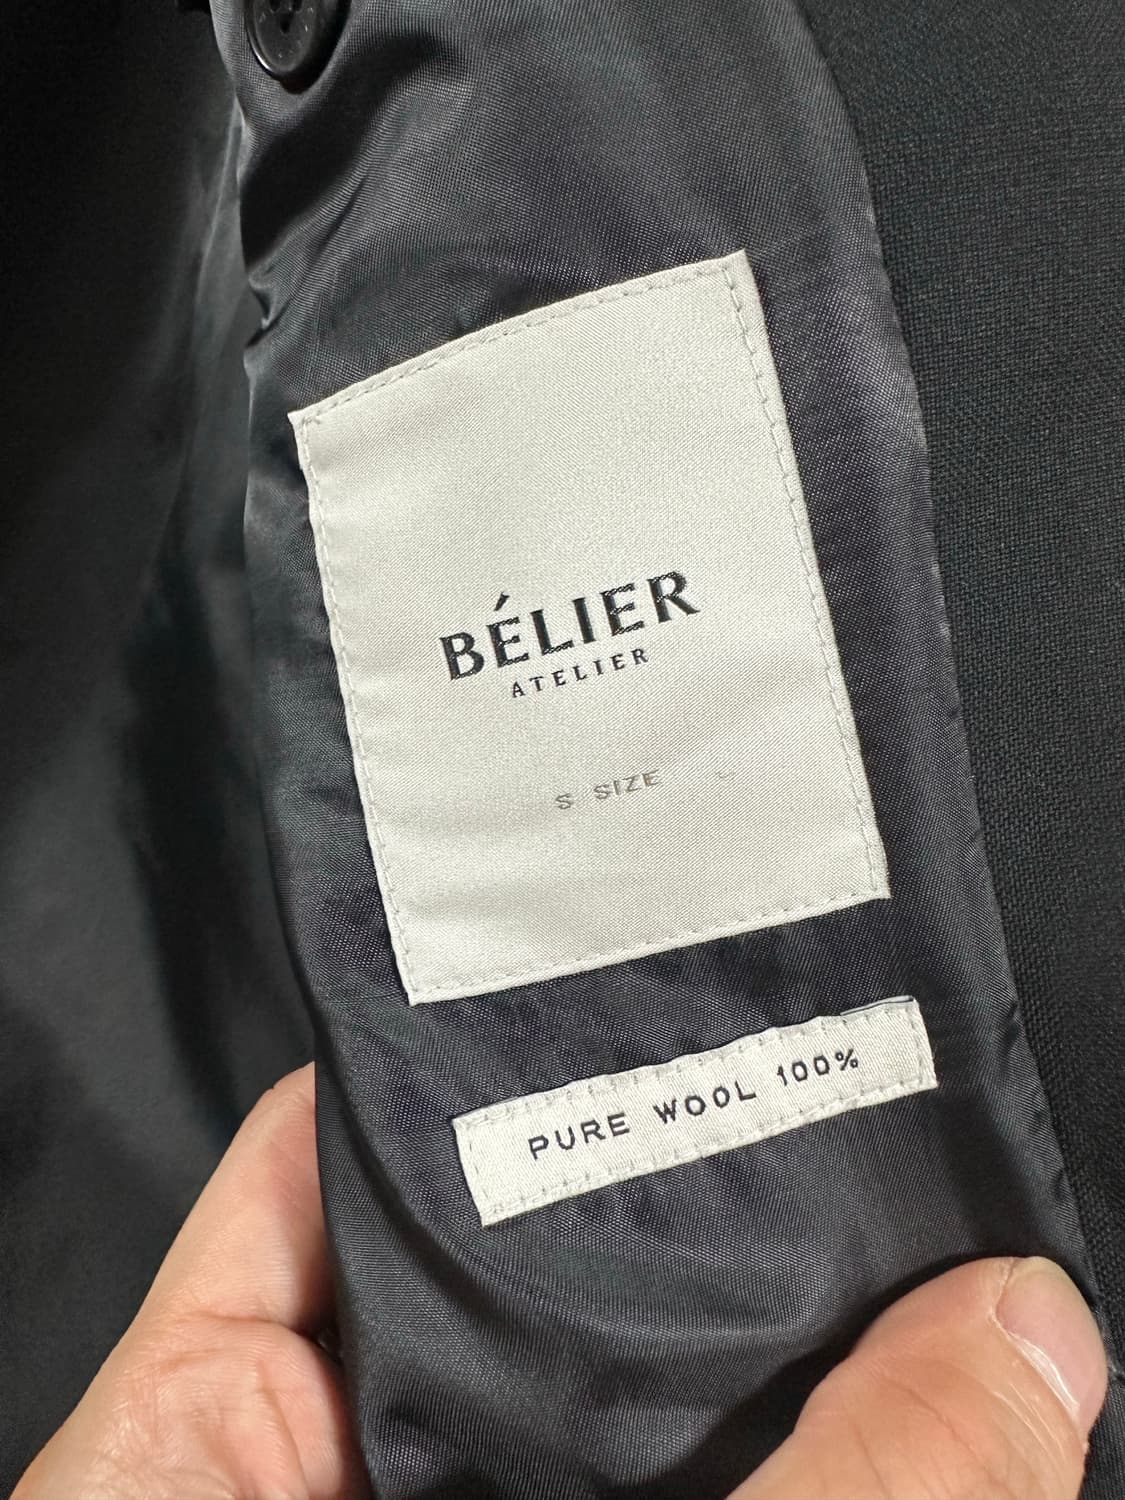 BÉLIER
ATELIER
S SIZE
PURE WOOL 100%